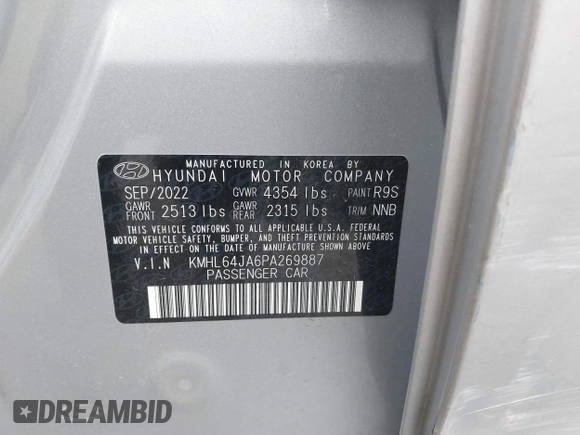 MANUFACTURED IN KOREA BY
HYUNDAI MOTOR COMPANY
SEP/2022 GVWR 4354 lbs PAINT R9S
GAWR FRONT 2513 lbs GAWR REAR 2315 lbs TRIM NNB
THIS VEHICLE CONFORMS TO ALL APPLICABLE U.S.A. FEDERAL
MOTOR VEHICLE SAFETY, BUMPER, AND THEFT PREVENTION
STANDARDS IN EFFECT ON THE DATE OF MANUFACTURE SHOWN
ABOVE.
V.I.N KMHL64JA6PA269887
PASSENGER CAR
DREAMBID